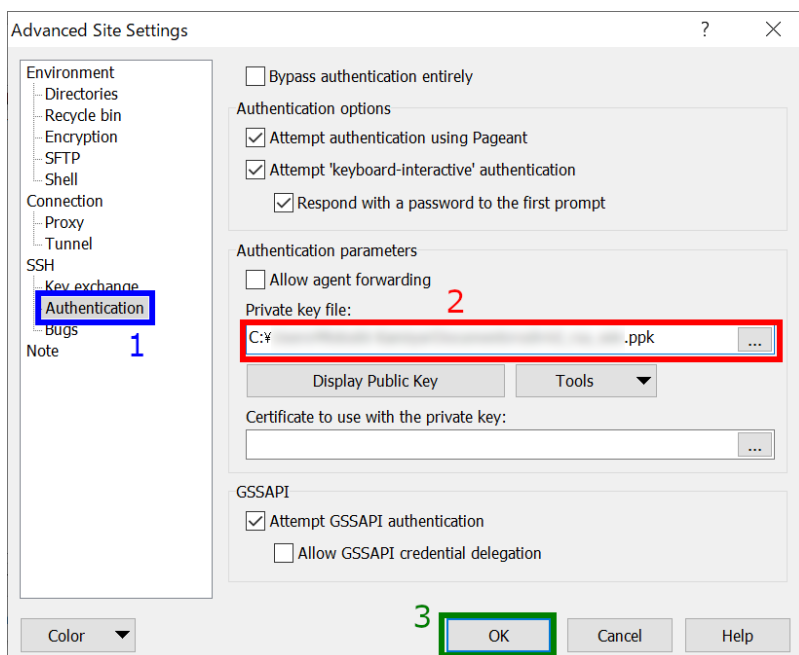 Advanced Site Settings
Environment
Directories
Recycle bin
Encryption
SFTP
Shell
Connection
Proxy
Tunnel
SSH
Key exchange
Authentication
Bugs
Note
1
Bypass authentication entirely
Authentication options
Attempt authentication using Pageant
Attempt 'keyboard-interactive' authentication
Respond with a password to the first prompt
Authentication parameters
Allow agent forwarding
2
Private key file:
C:¥ .ppk
...
Display Public Key
Tools
Certificate to use with the private key:
...
GSSAPI
Attempt GSSAPI authentication
Allow GSSAPI credential delegation
3
Color
OK
Cancel
Help